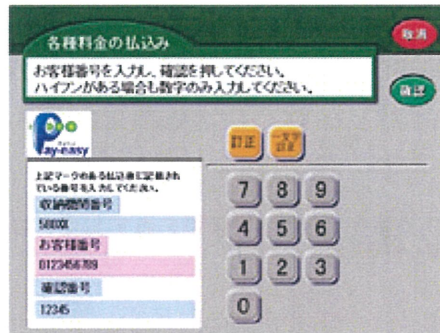 各種料金の払込み
取消
お客様番号を入力し、確認を押してください。
ハイフンがある場合も数字のみ入力してください。
確認
Pay-easy
訂正
一文字訂正
上記マークのある払込書に記載され
ている番号を入力してください。
収納機関番号
500XX
お客様番号
0123456789
確認番号
12345
7 8 9
4 5 6
1 2 3
0